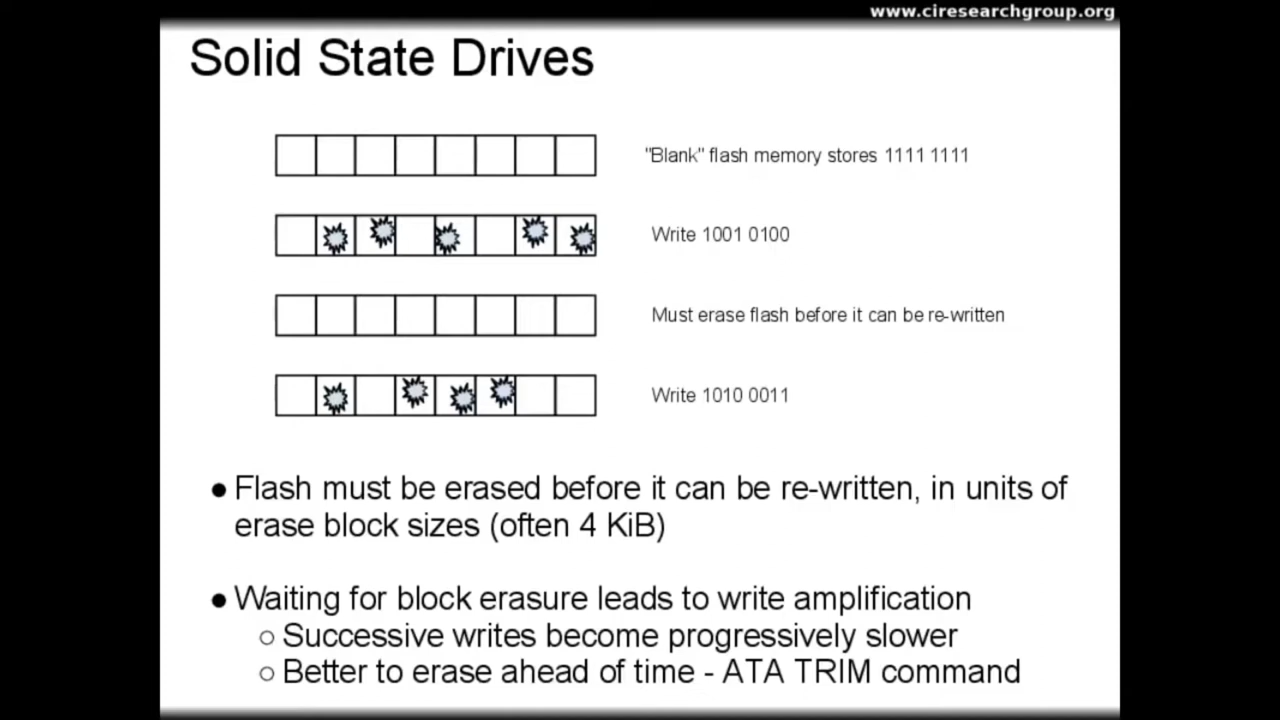 www.ciresearchgroup.org
Solid State Drives
"Blank" flash memory stores 1111 1111
Write 1001 0100
Must erase flash before it can be re-written
Write 1010 0011
● Flash must be erased before it can be re-written, in units of
erase block sizes (often 4 KiB)
● Waiting for block erasure leads to write amplification
○ Successive writes become progressively slower
○ Better to erase ahead of time - ATA TRIM command